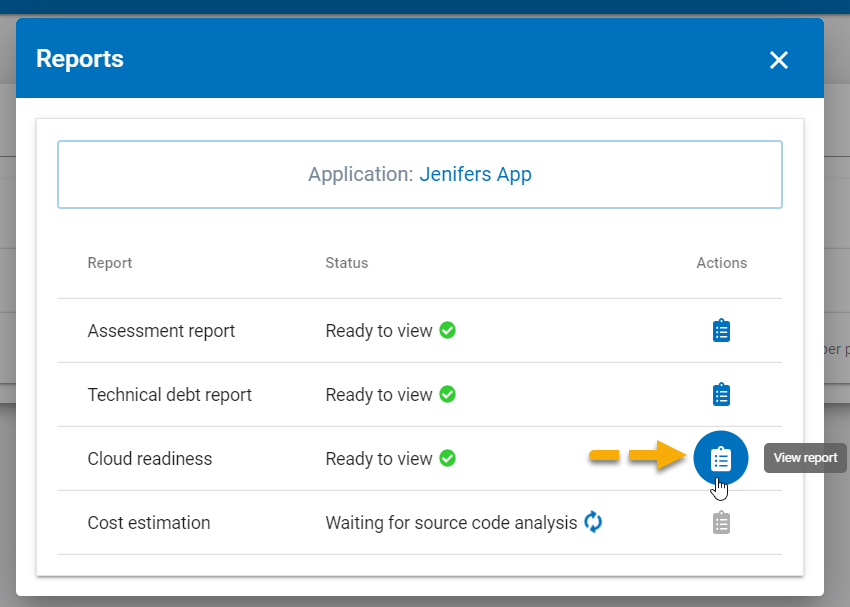 Reports
Application: Jenifers App
Report Status Actions
Assessment report Ready to view
Technical debt report Ready to view
Cloud readiness Ready to view
View report
Cost estimation Waiting for source code analysis